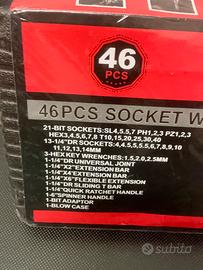 46
PCS
46PCS SOCKET W
21-BIT SOCKETS:SL4,5.5,7 PH1,2,3 PZ1,2,3
HEX3,4,5,6,7,8 T10,15,20,25,30,40
13-1/4"DR SOCKETS:4,4.5,5,5.5,6,7,8,9,10
11,12,13,14MM
3-HEX KEY WRENCHES:1.5,2.0,2.5MM
1-1/4"DR UNIVERSAL JOINT
1-1/4"X2"EXTENSION BAR
1-1/4"X4"EXTENSION BAR
1-1/4"X6"FLEXIBLE EXTENSION
1-1/4"DR SLIDING T BAR
1-1/4"QUICK RATCHET HANDLE
1-6"SPINNER HANDLE
1-BIT ADAPTOR
1-BLOW CASE
subito